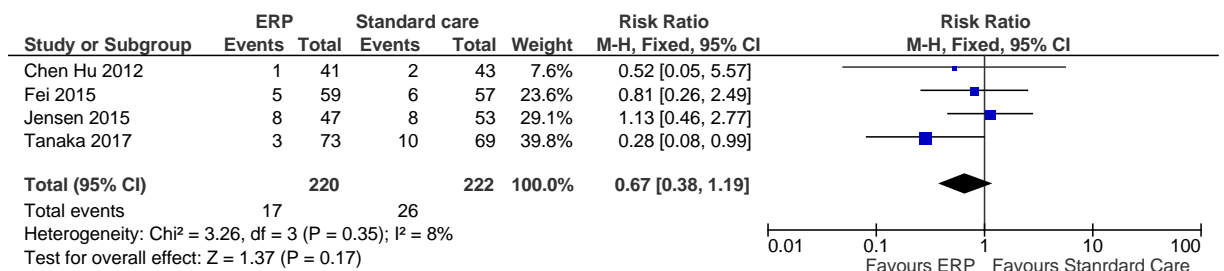 ERP Standard care Risk Ratio Risk Ratio
Study or Subgroup Events Total Events Total Weight M-H, Fixed, 95% CI M-H, Fixed, 95% CI
Chen Hu 2012 1 41 2 43 7.6% 0.52 [0.05, 5.57]
Fei 2015 5 59 6 57 23.6% 0.81 [0.26, 2.49]
Jensen 2015 8 47 8 53 29.1% 1.13 [0.46, 2.77]
Tanaka 2017 3 73 10 69 39.8% 0.28 [0.08, 0.99]
Total (95% CI) 220 222 100.0% 0.67 [0.38, 1.19]
Total events 17 26
Heterogeneity: Chi² = 3.26, df = 3 (P = 0.35); I² = 8%
Test for overall effect: Z = 1.37 (P = 0.17)
0.01 0.1 1 10 100
Favours ERP Favours Stanrdard Care